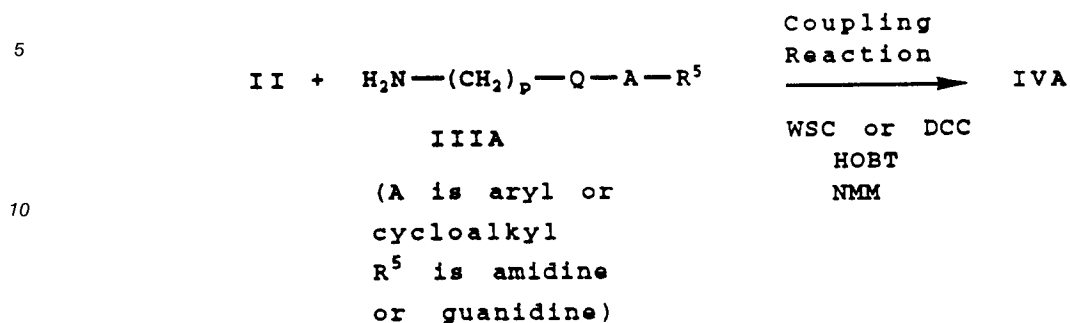 Coupling
5
Reaction
II + H₂N—(CH₂)ₚ—Q—A—R⁵ IVA
IIIA
WSC or DCC
HOBT
(A is aryl or
NMM
10
cycloalkyl
R⁵ is amidine
or guanidine)